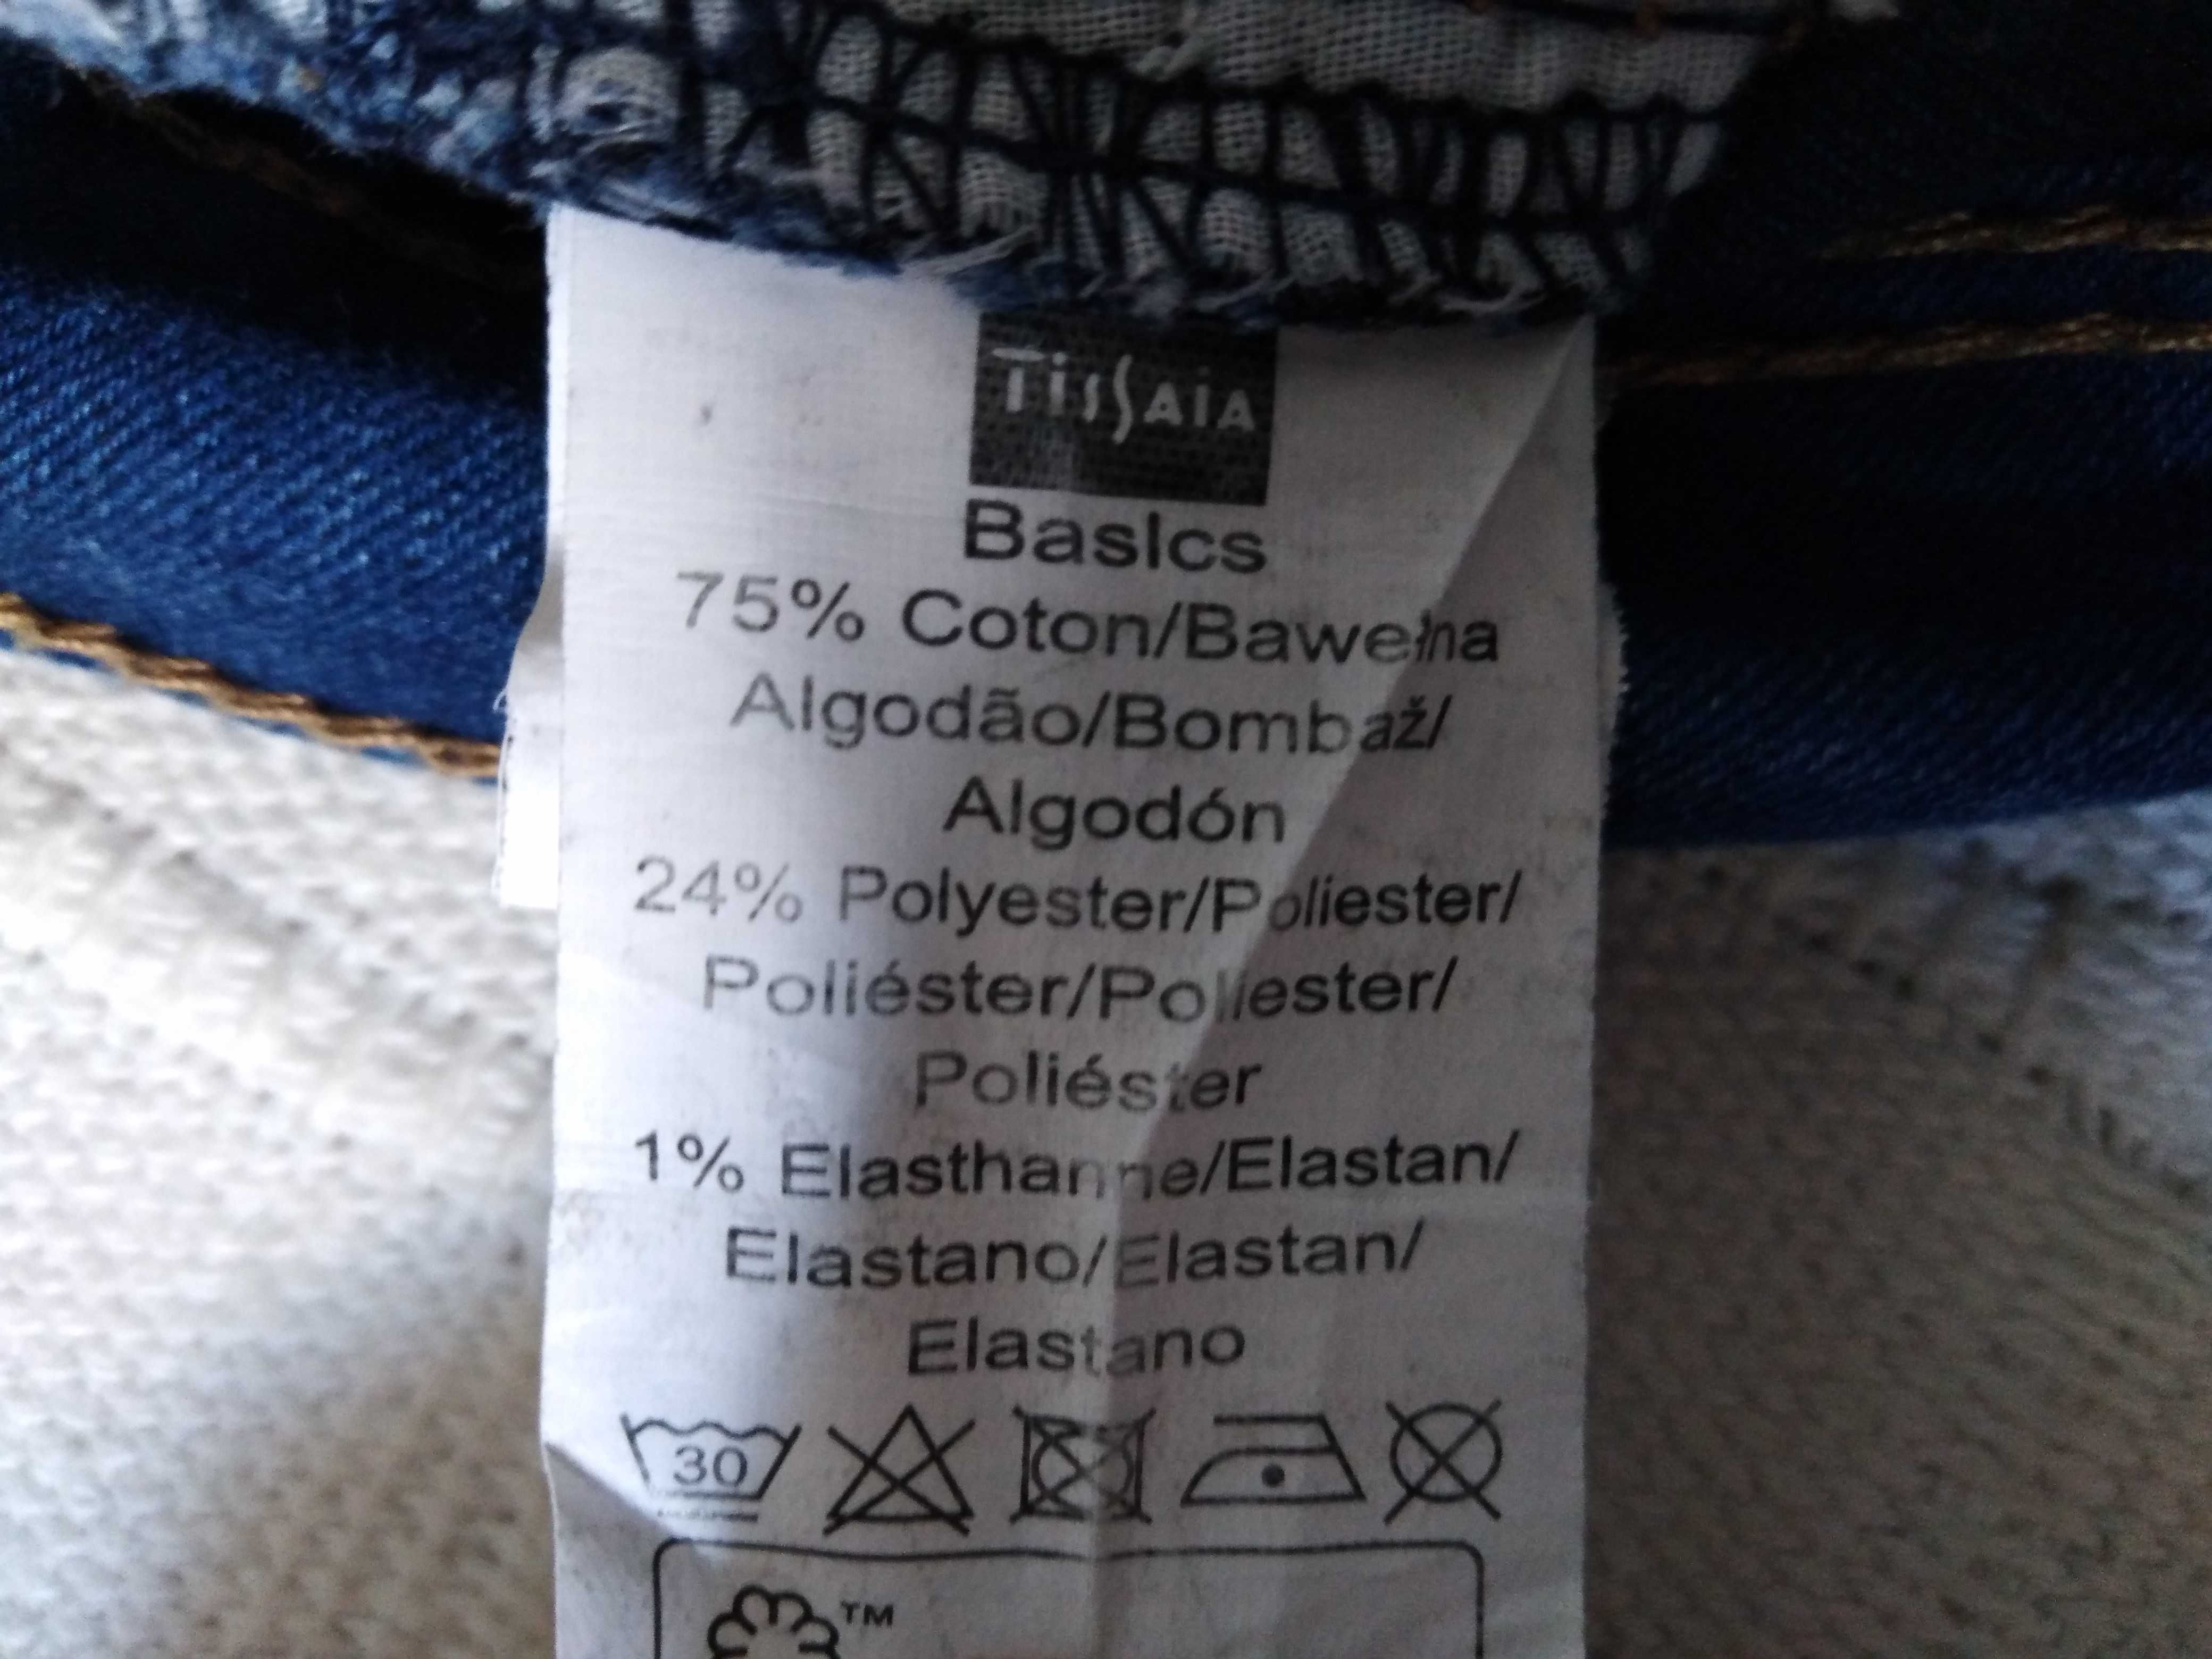 TissAiA
Basics
75% Coton/Bawełna
Algodão/Bombaž/
Algodón
24% Polyester/Poliester/
Poliéster/Poliester/
Poliéster
1% Elasthanne/Elastan/
Elastano/Elastan/
Elastano
30
TM